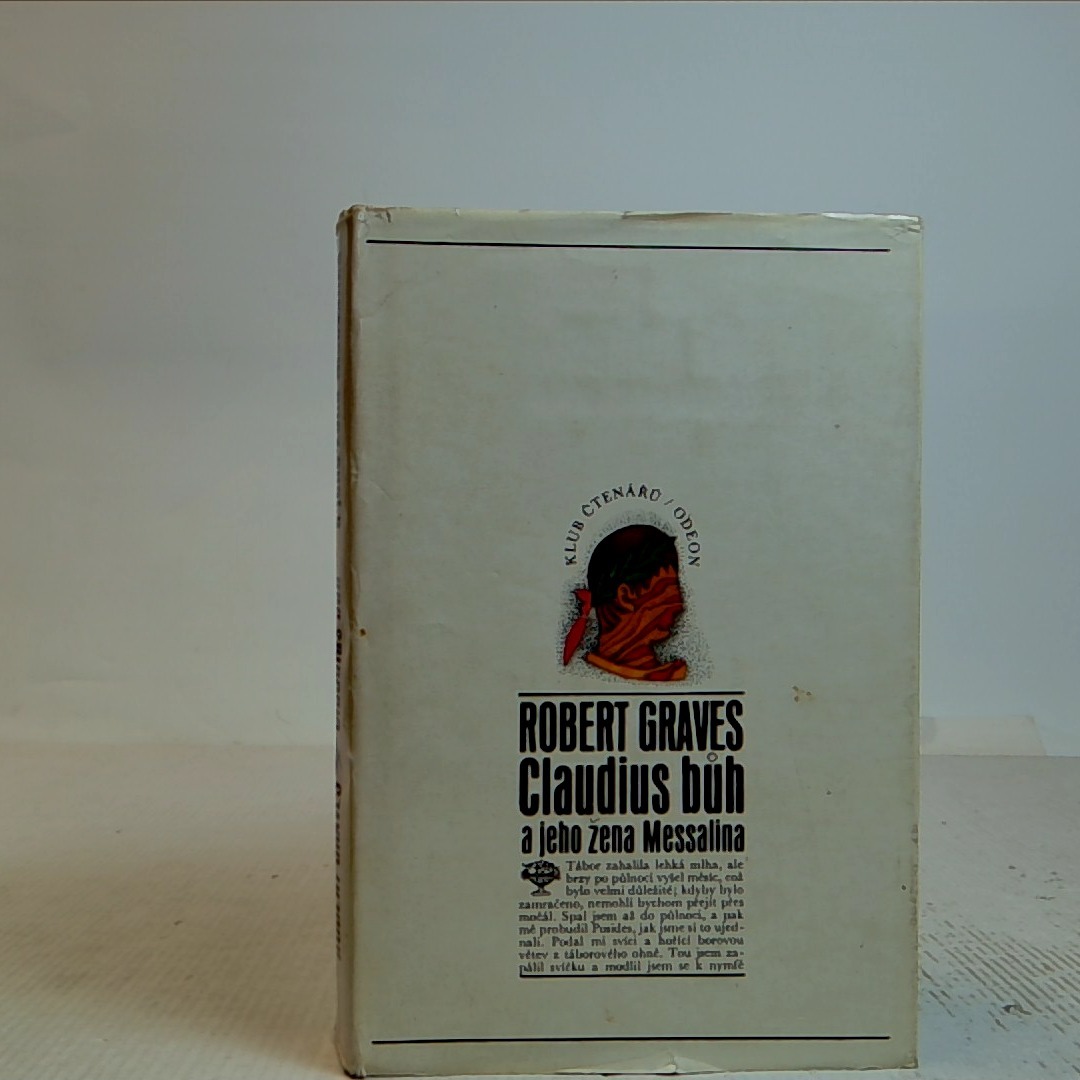 KLUB ČTENÁŘŮ / ODEON
ROBERT GRAVES
Claudius bůh
a jeho žena Messalina
Tábor zahalila lehká mlha, ale
brzy po půlnoci vyšel měsíc, což
bylo velmi důležité; kdyby bylo
zamračeno, nemohli bychom přejít přes
močál. Spal jsem až do půlnoci, a pak
mě probudil Posides, jak jsme si to ujed-
nali. Podal mi svíci a hořící borovou
větev z táborového ohně. Tou jsem za-
pálil svíčku a modlil jsem se k nymfě